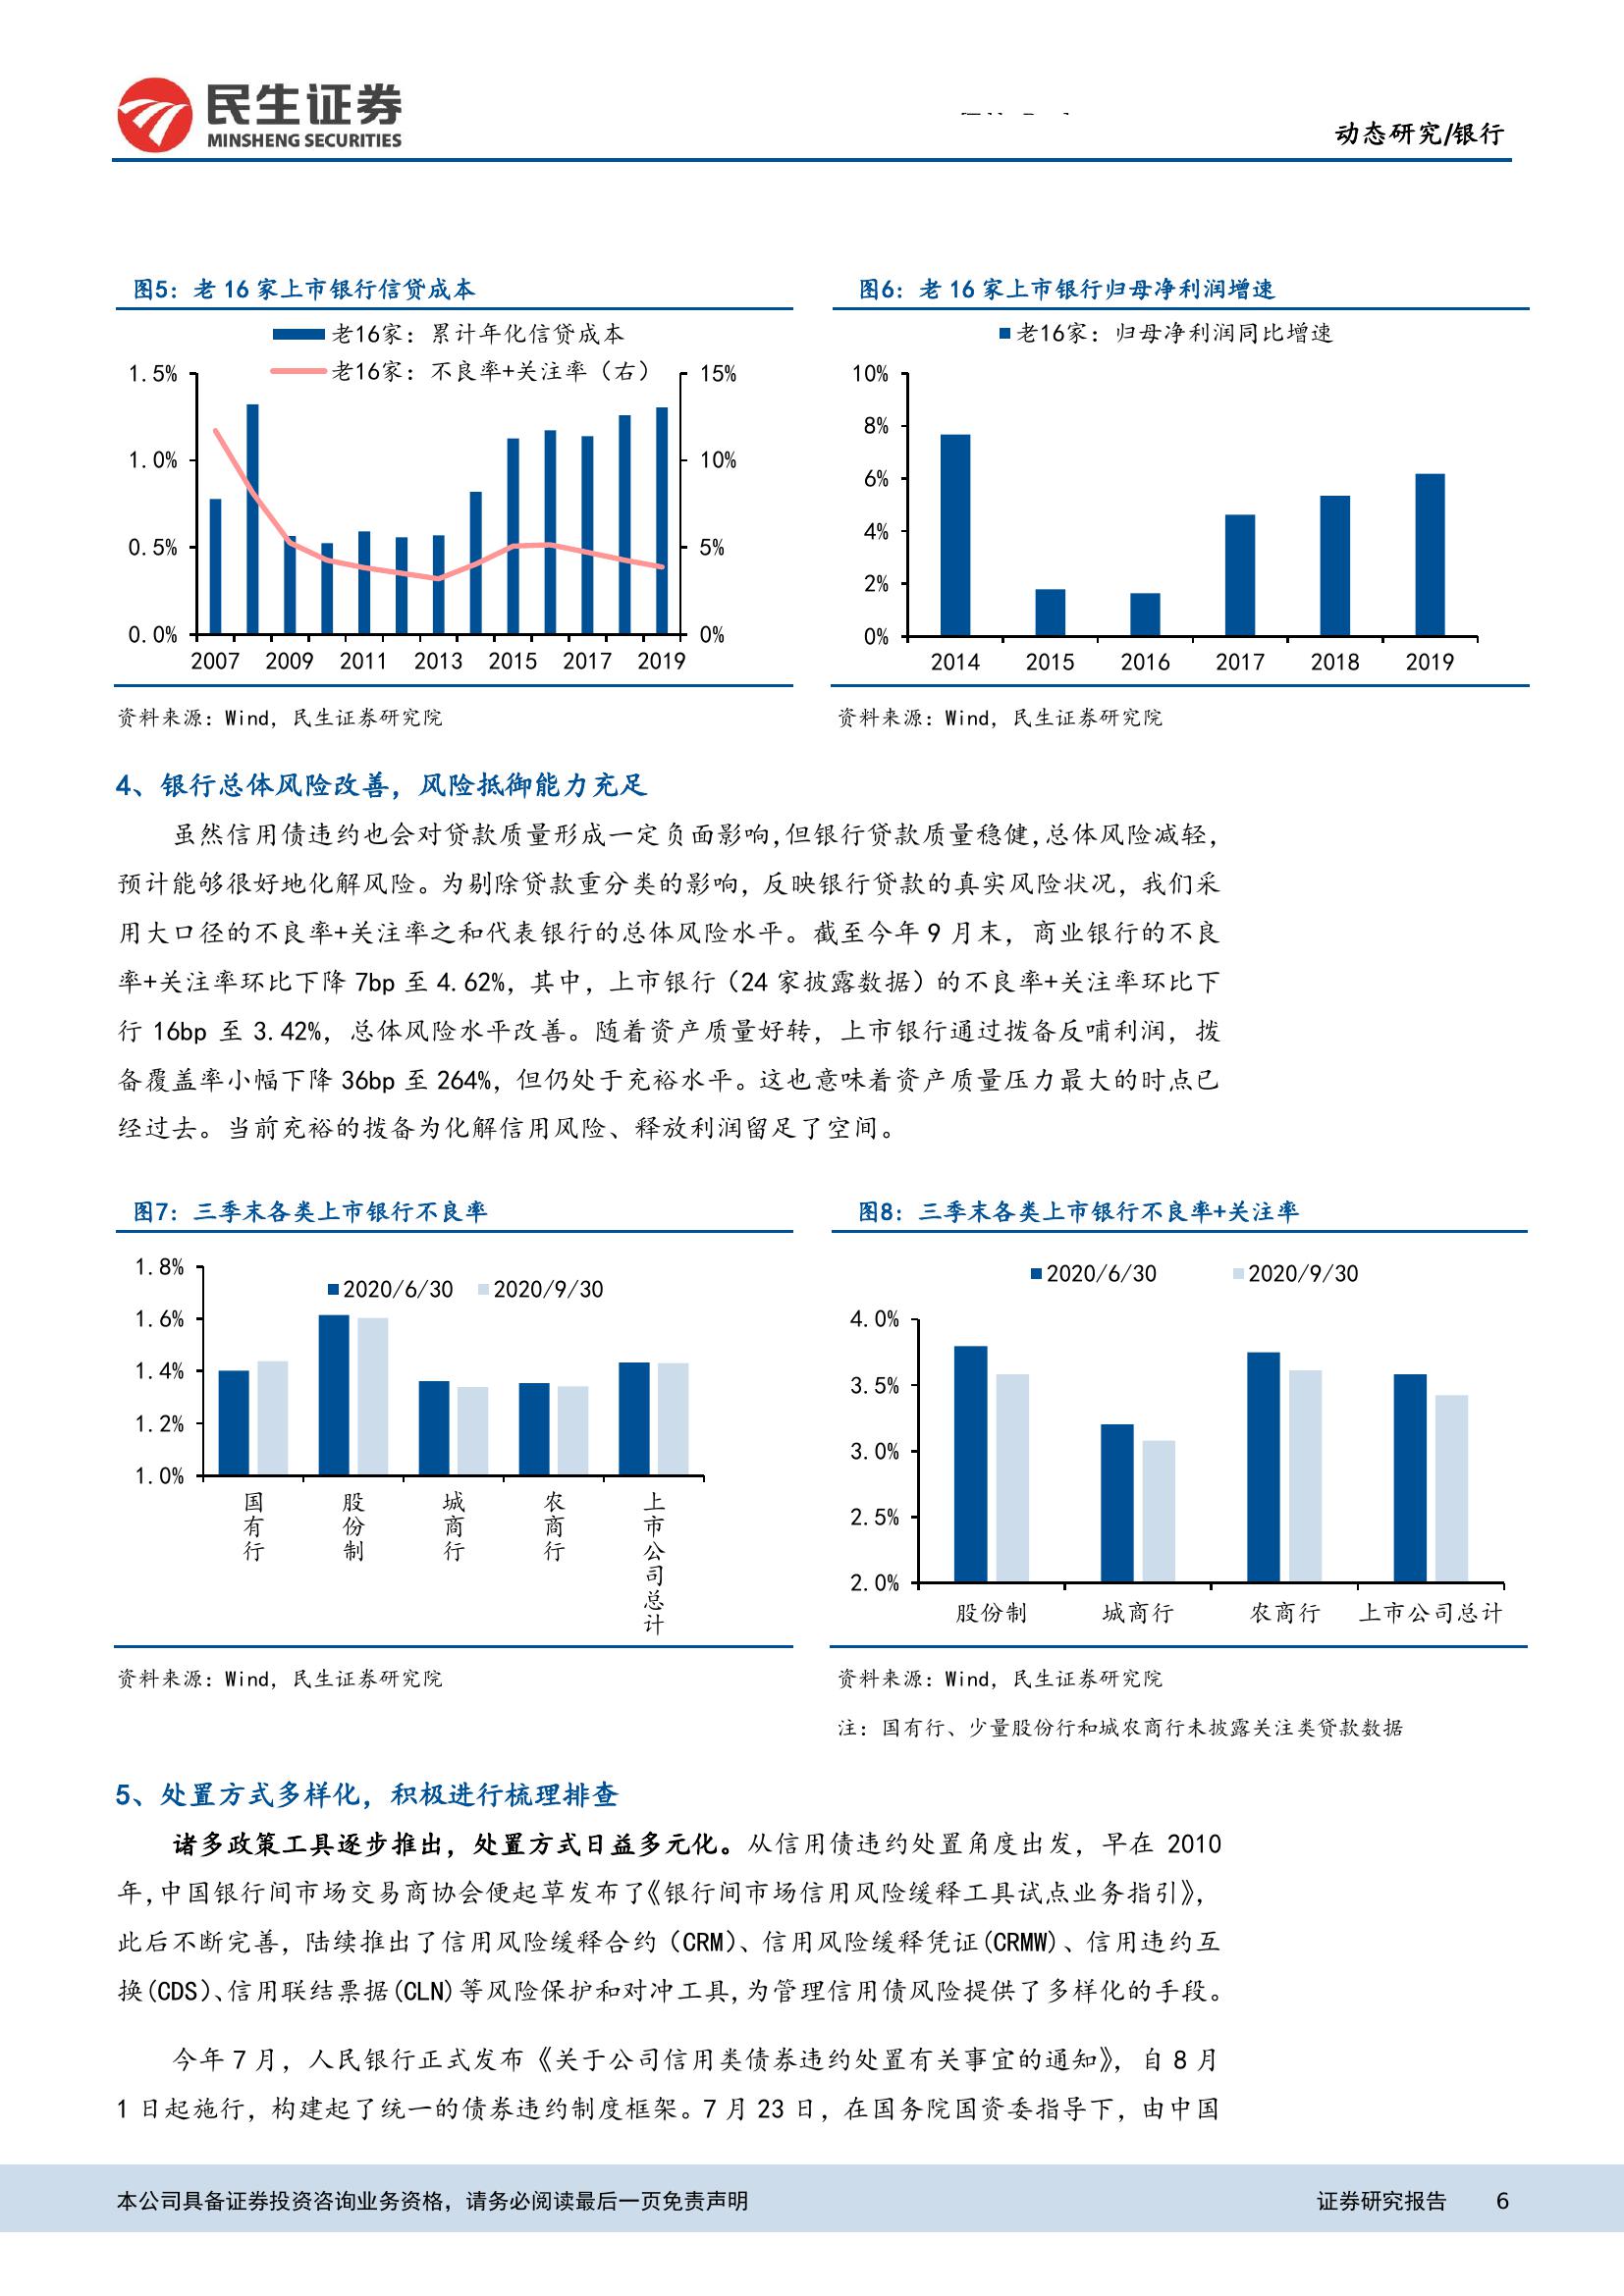 民生证券
MINSHENG SECURITIES
动态研究/银行
图5：老 16 家上市银行信贷成本
老16家：累计年化信贷成本
老16家：不良率+关注率（右）
1.5%
1.0%
0.5%
0.0%
15%
10%
5%
0%
2007 2009 2011 2013 2015 2017 2019
资料来源：Wind，民生证券研究院
图6：老 16 家上市银行归母净利润增速
老16家：归母净利润同比增速
10%
8%
6%
4%
2%
0%
2014 2015 2016 2017 2018 2019
资料来源：Wind，民生证券研究院
4、银行总体风险改善，风险抵御能力充足
虽然信用债违约也会对贷款质量形成一定负面影响，但银行贷款质量稳健，总体风险减轻，
预计能够很好地化解风险。为剔除贷款重分类的影响，反映银行贷款的真实风险状况，我们采
用大口径的不良率+关注率之和代表银行的总体风险水平。截至今年 9 月末，商业银行的不良
率+关注率环比下降 7bp 至 4.62%，其中，上市银行（24 家披露数据）的不良率+关注率环比下
行 16bp 至 3.42%，总体风险水平改善。随着资产质量好转，上市银行通过拨备反哺利润，拨
备覆盖率小幅下降 36bp 至 264%，但仍处于充裕水平。这也意味着资产质量压力最大的时点已
经过去。当前充裕的拨备为化解信用风险、释放利润留足了空间。
图7：三季末各类上市银行不良率
1.8%
1.6%
1.4%
1.2%
1.0%
2020/6/30 2020/9/30
国有行 股份制 城商行 农商行 上市公司总计
资料来源：Wind，民生证券研究院
图8：三季末各类上市银行不良率+关注率
2020/6/30 2020/9/30
4.0%
3.5%
3.0%
2.5%
2.0%
股份制 城商行 农商行 上市公司总计
资料来源：Wind，民生证券研究院
注：国有行、少量股份行和城农商行未披露关注类贷款数据
5、处置方式多样化，积极进行梳理排查
诸多政策工具逐步推出，处置方式日益多元化。从信用债违约处置角度出发，早在 2010
年，中国银行间市场交易商协会便起草发布了《银行间市场信用风险缓释工具试点业务指引》，
此后不断完善，陆续推出了信用风险缓释合约（CRM）、信用风险缓释凭证(CRMW)、信用违约互
换(CDS)、信用联结票据(CLN)等风险保护和对冲工具，为管理信用债风险提供了多样化的手段。
今年 7 月，人民银行正式发布《关于公司信用类债券违约处置有关事宜的通知》，自 8 月
1 日起施行，构建起了统一的债券违约制度框架。7 月 23 日，在国务院国资委指导下，由中国
本公司具备证券投资咨询业务资格，请务必阅读最后一页免责声明
证券研究报告 6